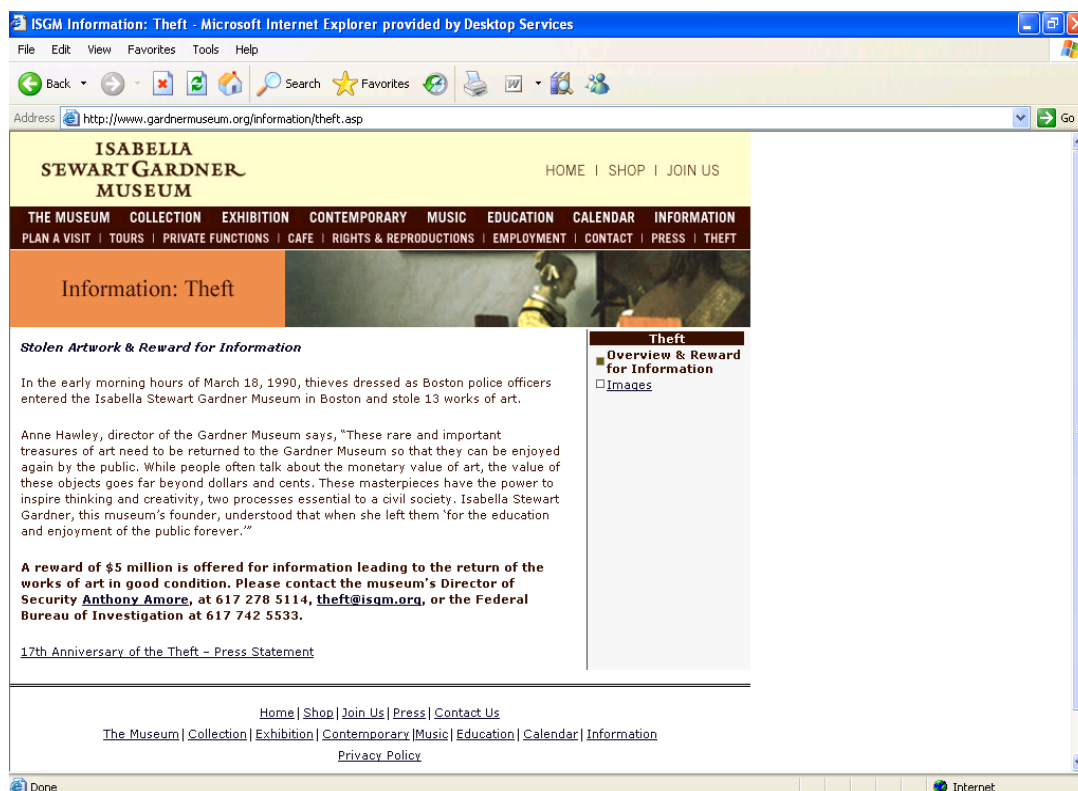 ISGM Information: Theft - Microsoft Internet Explorer provided by Desktop Services
File Edit View Favorites Tools Help
Back Search Favorites
Address http://www.gardnermuseum.org/information/theft.asp Go
ISABELLA
STEWART GARDNER
MUSEUM
HOME | SHOP | JOIN US
THE MUSEUM COLLECTION EXHIBITION CONTEMPORARY MUSIC EDUCATION CALENDAR INFORMATION
PLAN A VISIT | TOURS | PRIVATE FUNCTIONS | CAFE | RIGHTS & REPRODUCTIONS | EMPLOYMENT | CONTACT | PRESS | THEFT
Information: Theft
Stolen Artwork & Reward for Information
In the early morning hours of March 18, 1990, thieves dressed as Boston police officers
entered the Isabella Stewart Gardner Museum in Boston and stole 13 works of art.
Anne Hawley, director of the Gardner Museum says, “These rare and important
treasures of art need to be returned to the Gardner Museum so that they can be enjoyed
again by the public. While people often talk about the monetary value of art, the value of
these objects goes far beyond dollars and cents. These masterpieces have the power to
inspire thinking and creativity, two processes essential to a civil society. Isabella Stewart
Gardner, this museum’s founder, understood that when she left them ‘for the education
and enjoyment of the public forever.’”
A reward of $5 million is offered for information leading to the return of the
works of art in good condition. Please contact the museum’s Director of
Security Anthony Amore, at 617 278 5114, theft@isgm.org, or the Federal
Bureau of Investigation at 617 742 5533.
17th Anniversary of the Theft – Press Statement
Theft
Overview & Reward
for Information
Images
Home | Shop | Join Us | Press | Contact Us
The Museum | Collection | Exhibition | Contemporary |Music | Education | Calendar | Information
Privacy Policy
Done Internet